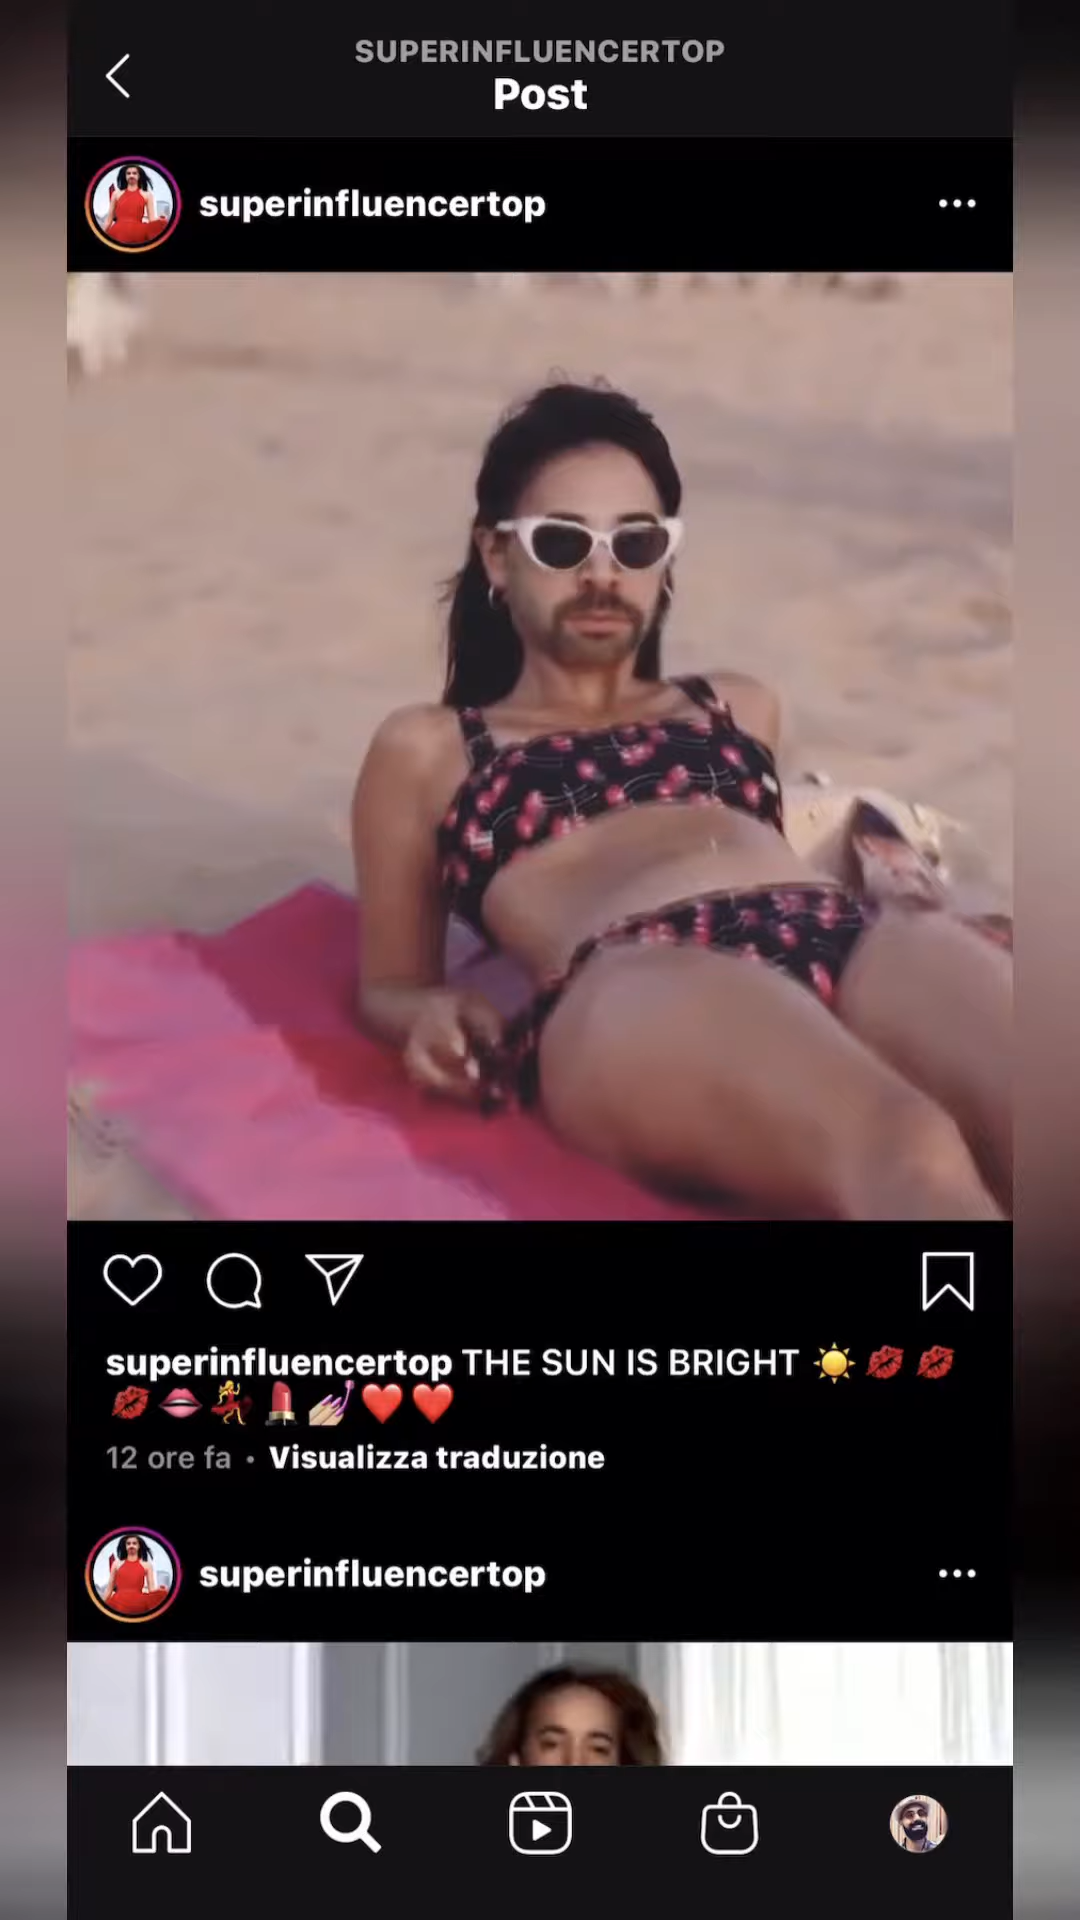 SUPERINFLUENCERTOP
Post
superinfluencertop
superinfluencertop THE SUN IS BRIGHT ☀️💋💋
💋👄💃💄💅🏼❤️❤️
12 ore fa • Visualizza traduzione
superinfluencertop